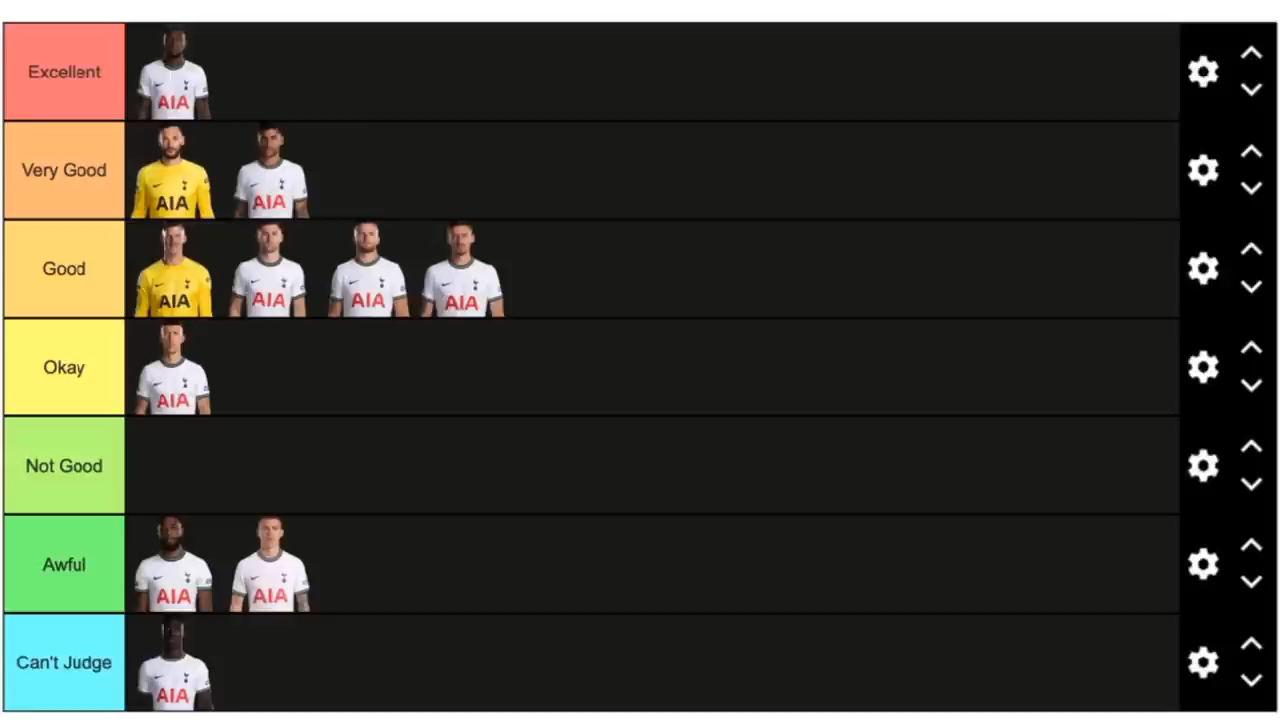 Excellent
AIA
Very Good
AIA AIA
Good
AIA AIA AIA AIA
Okay
AIA
Not Good
Awful
AIA AIA
Can't Judge
AIA